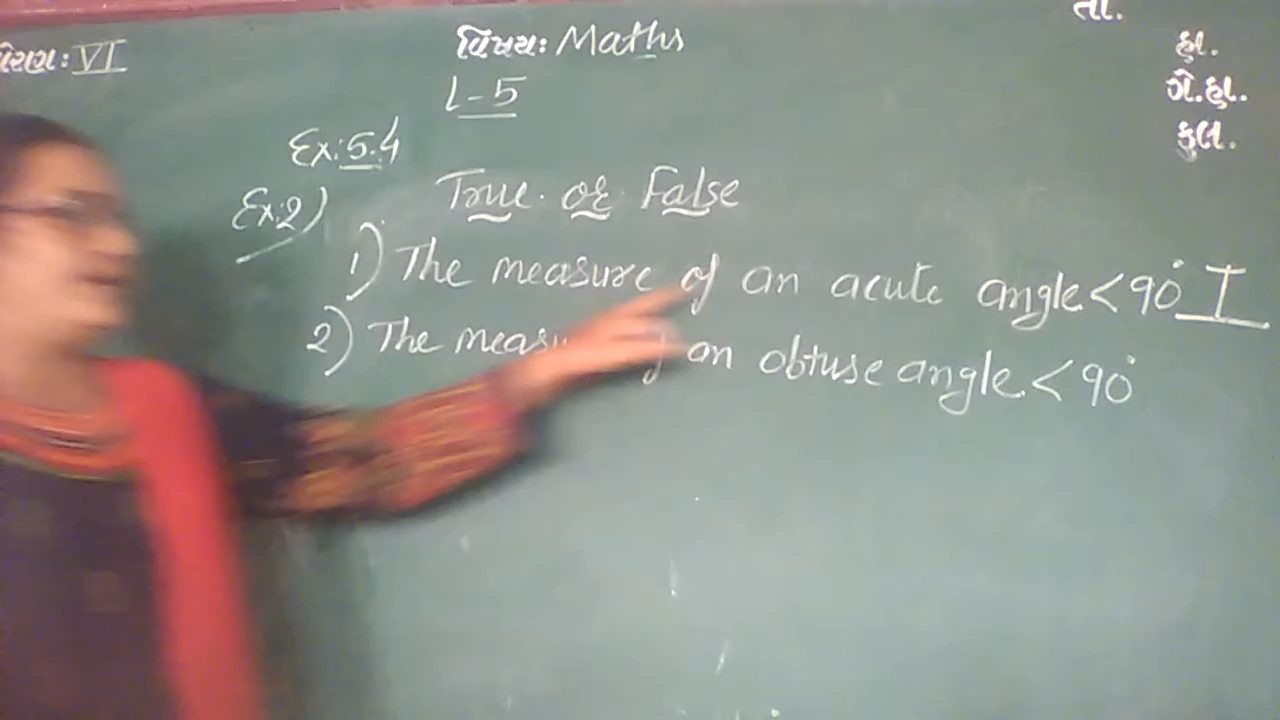 ધોરણ: VI
વિષય: Maths
તા.
હા.
ગે.હા.
કુલ.
L-5
Ex: 5.4
Ex:2) True or False
1) The measure of an acute angle < 90° T
2) The an obtuse angle < 90°